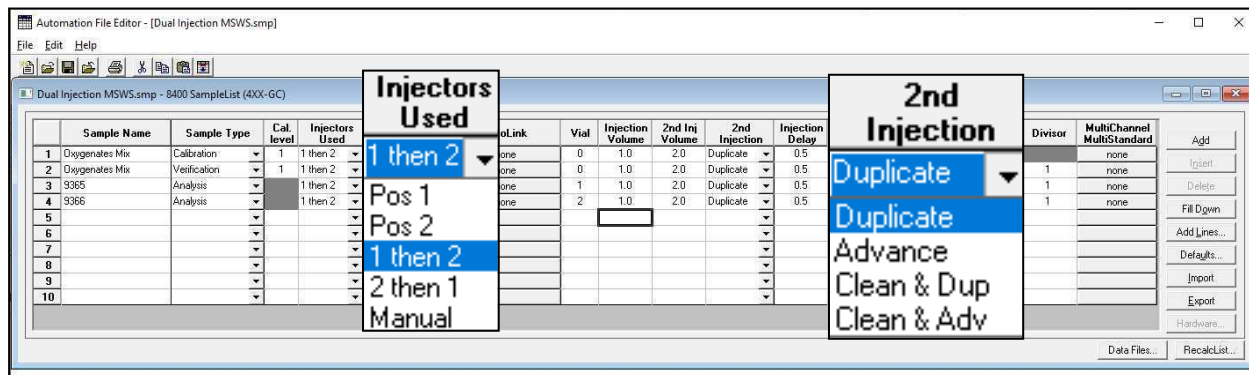 Automation File Editor - [Dual Injection MSWS.smp]
File Edit Help
Dual Injection MSWS.smp - 8400 SampleList (4XX-GC)
Sample Name Sample Type Cal. level Injectors Used oLink Vial Injection Volume 2nd Inj Volume 2nd Injection Injection Delay Divisor MultiChannel MultiStandard
1 Oxygenates Mix Calibration 1 1 then 2 one 0 1.0 2.0 Duplicate 0.5 none
2 Oxygenates Mix Verification 1 1 then 2 one 0 1.0 2.0 Duplicate 0.5 1 none
3 9365 Analysis 1 then 2 one 1 1.0 2.0 Duplicate 0.5 1 none
4 9366 Analysis 1 then 2 one 2 1.0 2.0 Duplicate 0.5 1 none
5
6
7
8
9
10
Injectors
Used
1 then 2
Pos 1
Pos 2
1 then 2
2 then 1
Manual
2nd
Injection
Duplicate
Duplicate
Advance
Clean & Dup
Clean & Adv
Add
Insert
Delete
Fill Down
Add Lines...
Defaults...
Import
Export
Hardware...
Data Files... RecalcList...